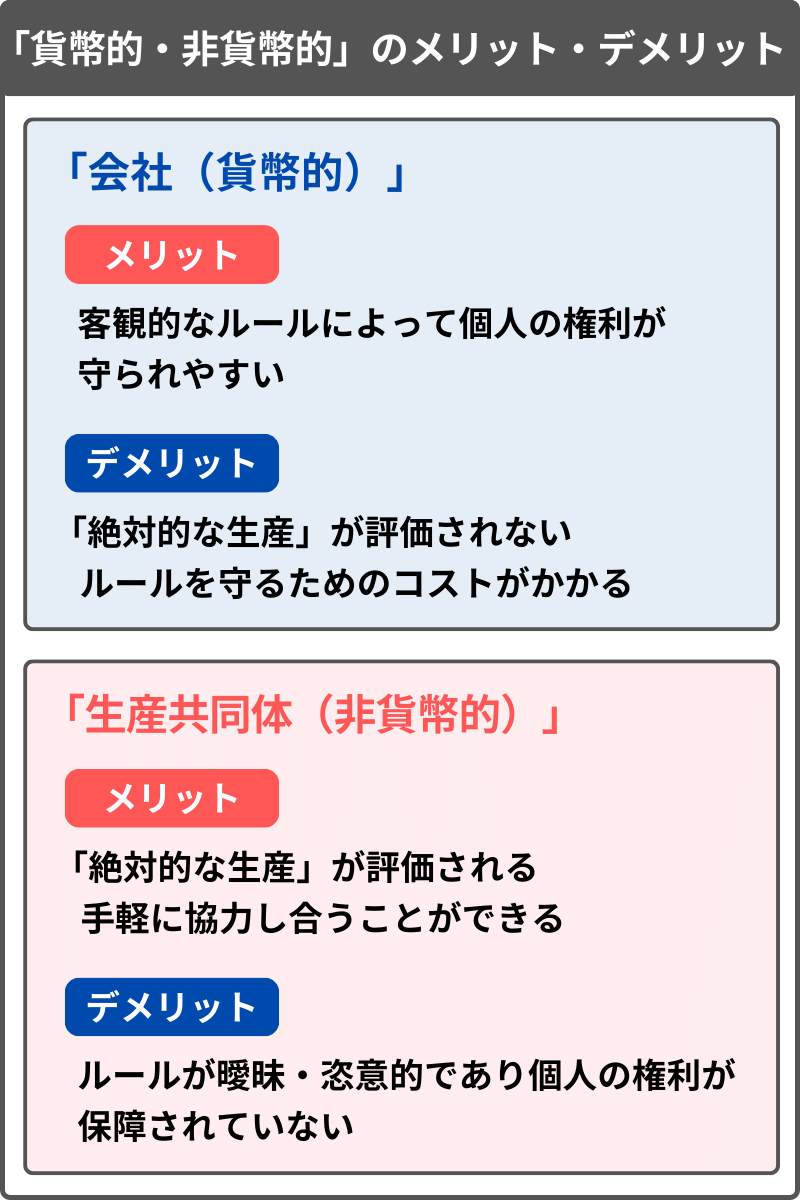 「貨幣的・非貨幣的」のメリット・デメリット
「会社（貨幣的）」
メリット
客観的なルールによって個人の権利が
守られやすい
デメリット
「絶対的な生産」が評価されない
ルールを守るためのコストがかかる
「生産共同体（非貨幣的）」
メリット
「絶対的な生産」が評価される
手軽に協力し合うことができる
デメリット
ルールが曖昧・恣意的であり個人の権利が
保障されていない